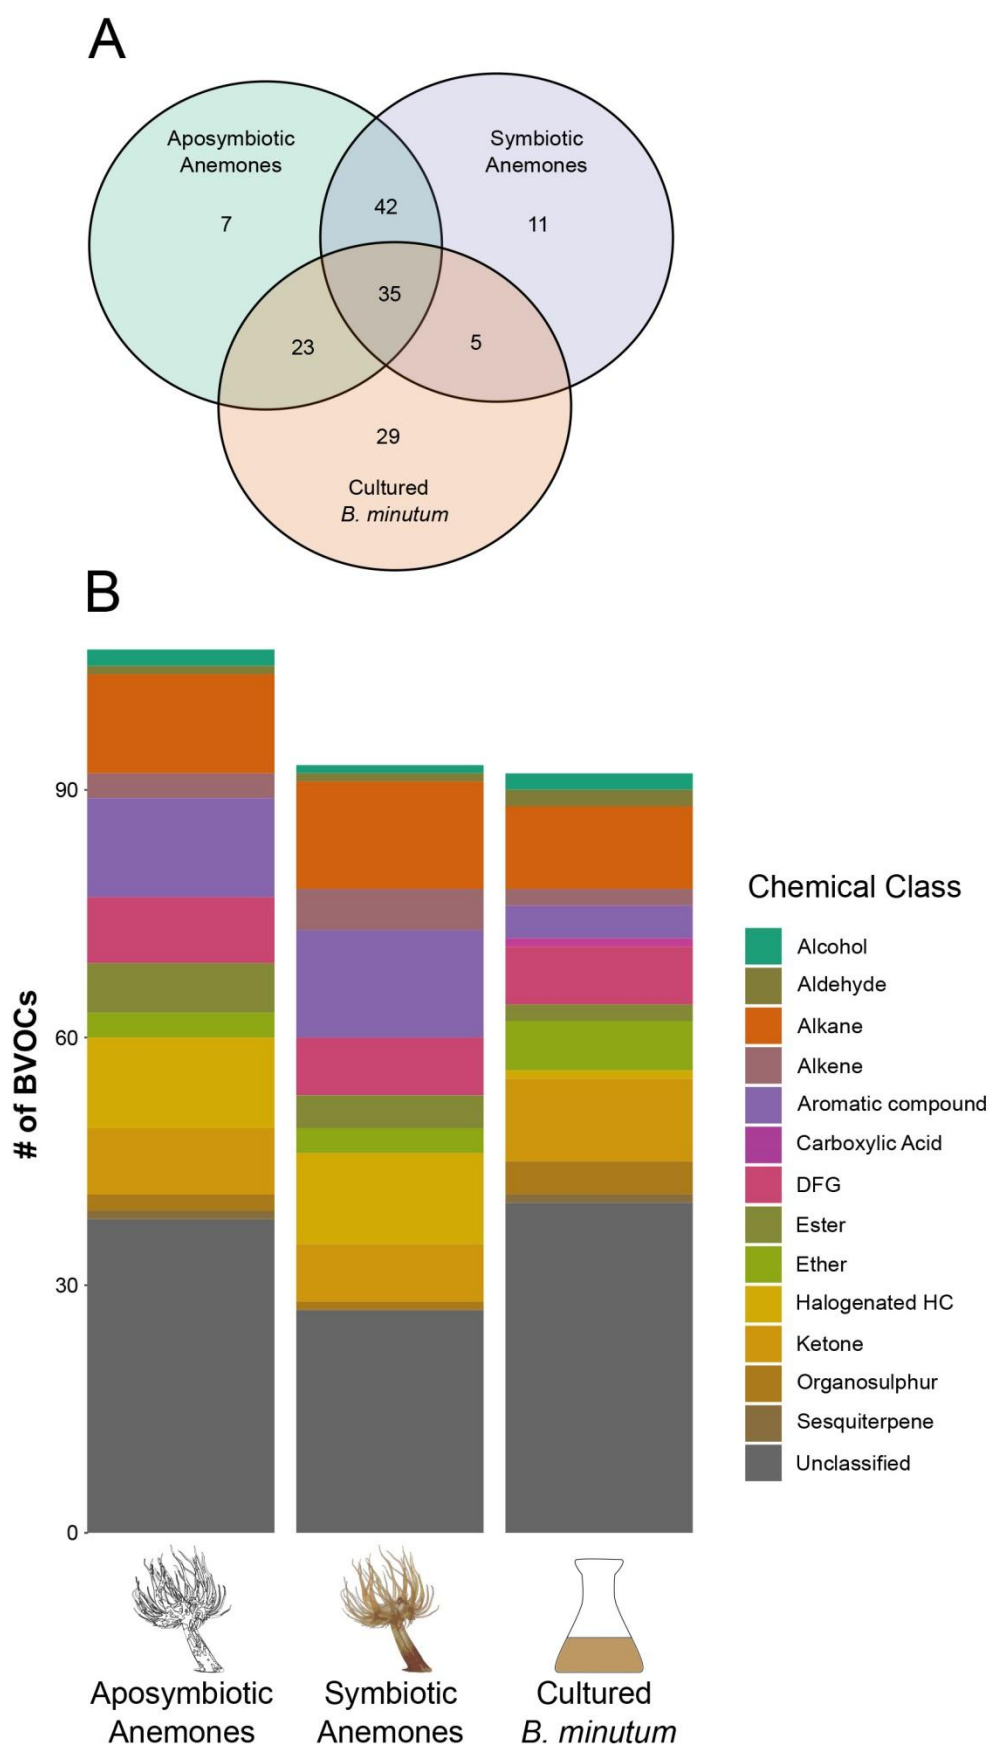 A
Aposymbiotic
Anemones
Symbiotic
Anemones
7
42
11
35
23
5
29
Cultured
B. minutum
B
# of BVOCs
90
60
30
0
Chemical Class
Alcohol
Aldehyde
Alkane
Alkene
Aromatic compound
Carboxylic Acid
DFG
Ester
Ether
Halogenated HC
Ketone
Organosulphur
Sesquiterpene
Unclassified
Aposymbiotic
Anemones
Symbiotic
Anemones
Cultured
B. minutum